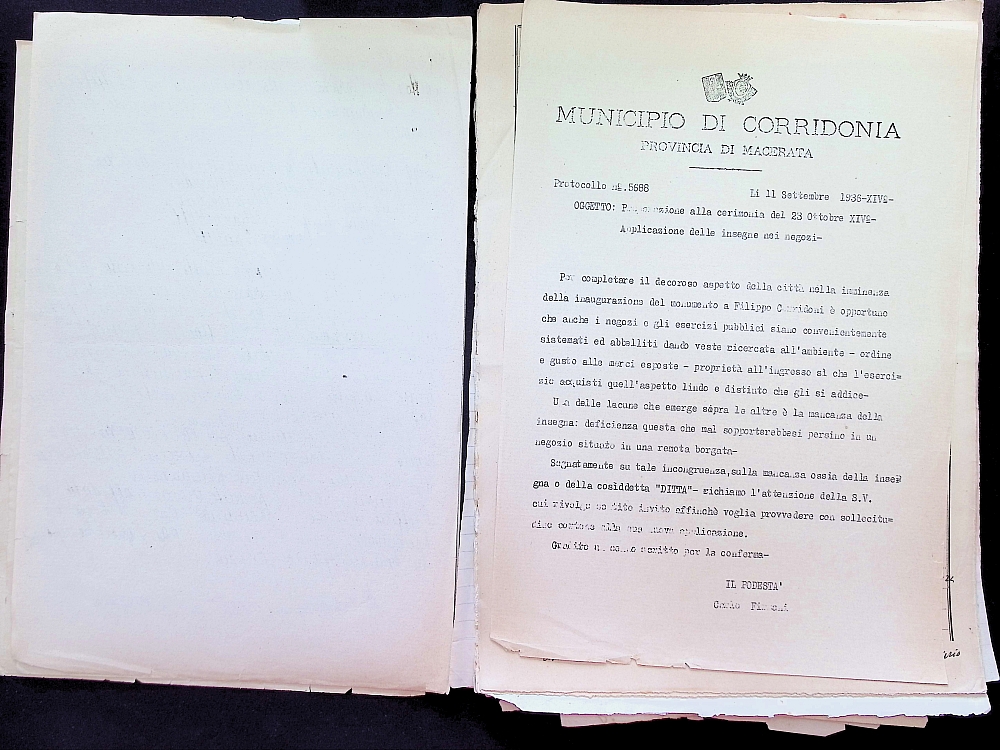 MUNICIPIO DI CORRIDONIA
PROVINCIA DI MACERATA
Protocollo N°.5686 Li 11 Settembre 1936-XIV°-
OGGETTO: alla cerimonia del 23 Ottobre XIV°-
Applicazione delle insegne nei negozi-
Per completare il decoroso aspetto della città nella imminenza
della inaugurazione del monumento a Filippo Corridoni è opportuno
che anche i negozi e gli esercizi pubblici siano convenientemente
sistemati ed abbelliti dando veste ricercata all'ambiente - ordine
e gusto alle merci esposte - proprietà all'ingresso sì che l'eserci=
zio acquisti quell'aspetto lindo e distinto che gli si addice-
Una delle lacune che emerge sopra le altre è la mancanza della
insegna: deficienza questa che mal sopporterebbesi persino in un
negozio situato in una remota borgata-
Segnatamente su tale incongruenza,sulla mancanza ossia della inse=
gna o della cosiddetta "DITTA"- richiamo l'attenzione della S.V.
cui rivolgo invito affinchè voglia provvedere con sollecitu=
dine alla sua applicazione.
Gradirò un cenno scritto per la conferma-
IL PODESTA'
Carlo